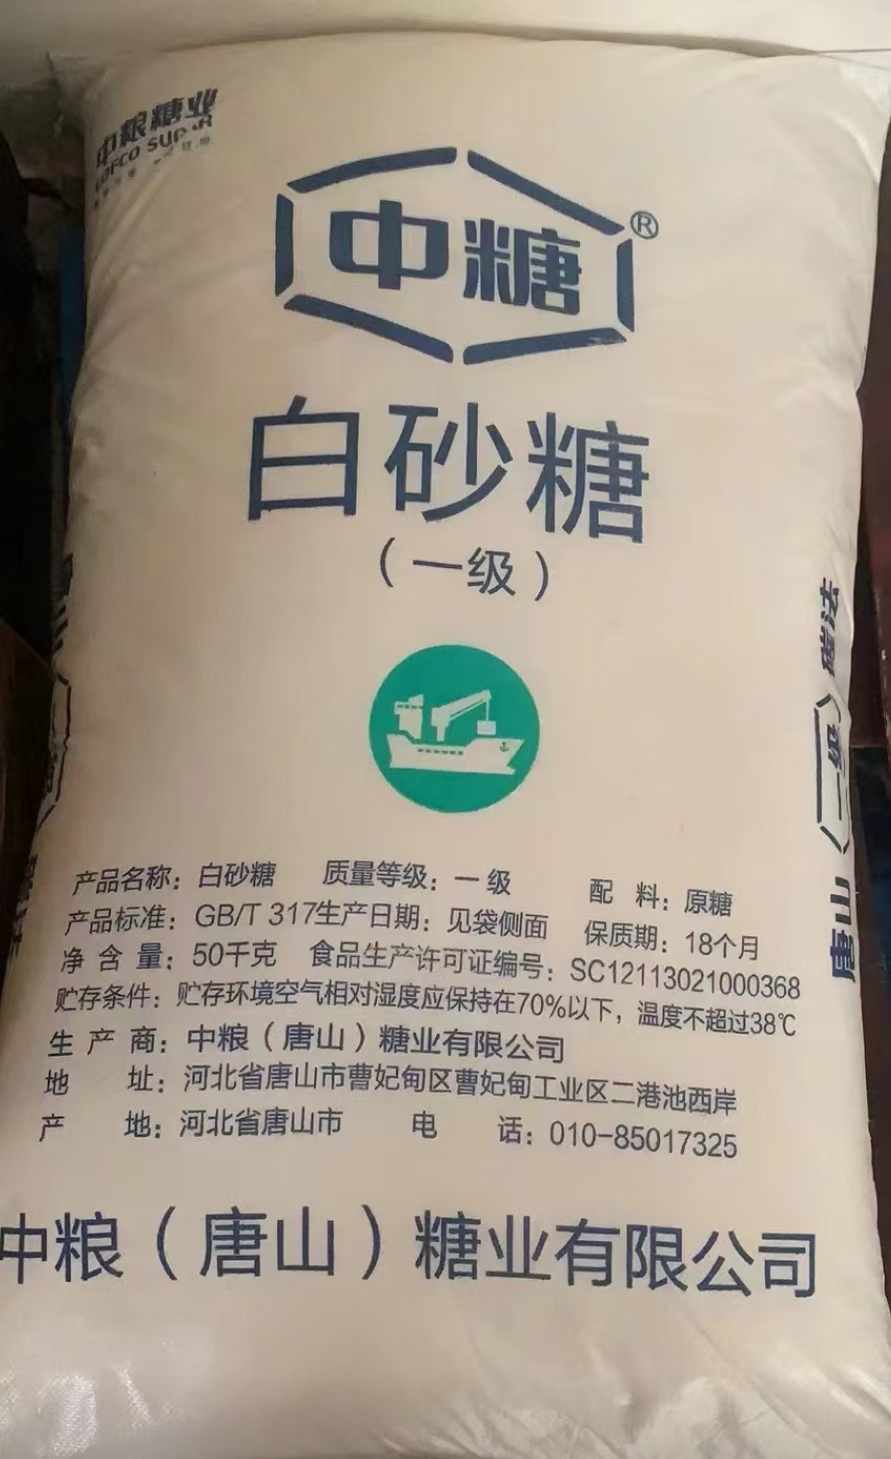 中粮糖业
COFCO SUGAR
中糖®
白砂糖
（一级）
产品名称：白砂糖 质量等级：一级 配 料：原糖
产品标准：GB/T 317生产日期：见袋侧面 保质期：18个月
净 含 量：50千克 食品生产许可证编号：SC12113021000368
贮存条件：贮存环境空气相对湿度应保持在70%以下，温度不超过38℃
生 产 商：中粮（唐山）糖业有限公司
地 址：河北省唐山市曹妃甸区曹妃甸工业区二港池西岸
产 地：河北省唐山市 电 话：010-85017325
中粮（唐山）糖业有限公司
唐山（一级）